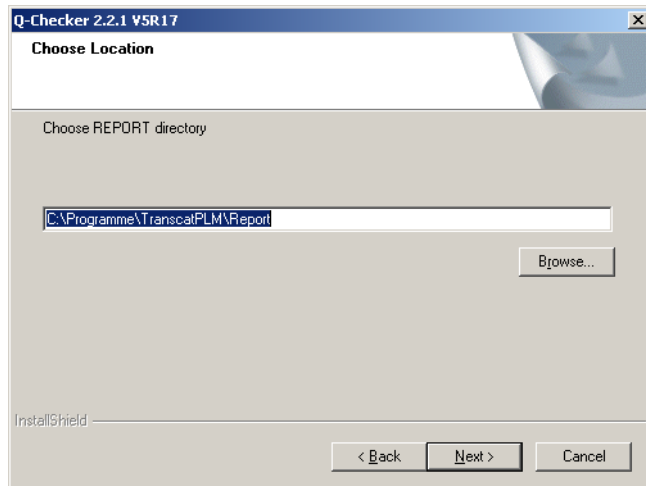 Q-Checker 2.2.1 V5R17
Choose Location
Choose REPORT directory
C:\Programme\TranscatPLM\Report
Browse...
InstallShield
< Back Next > Cancel